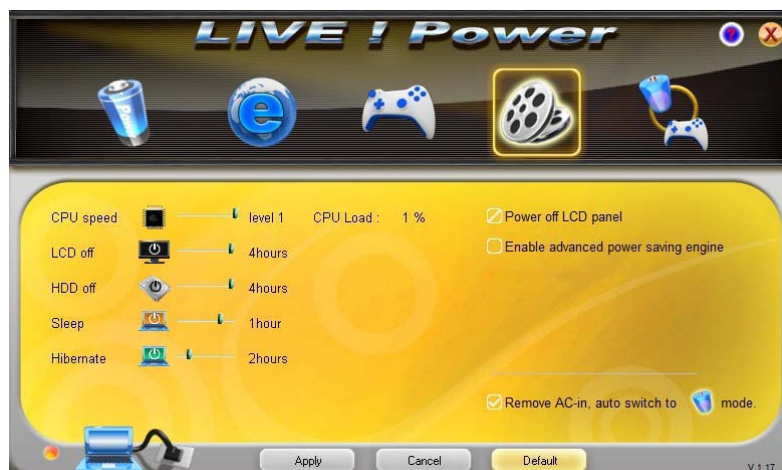 LIVE ! Power
CPU speed level 1 CPU Load : 1 % Power off LCD panel
LCD off 4hours Enable advanced power saving engine
HDD off 4hours
Sleep 1hour
Hibernate 2hours
Remove AC-in, auto switch to mode.
Apply Cancel Default
V 1.17